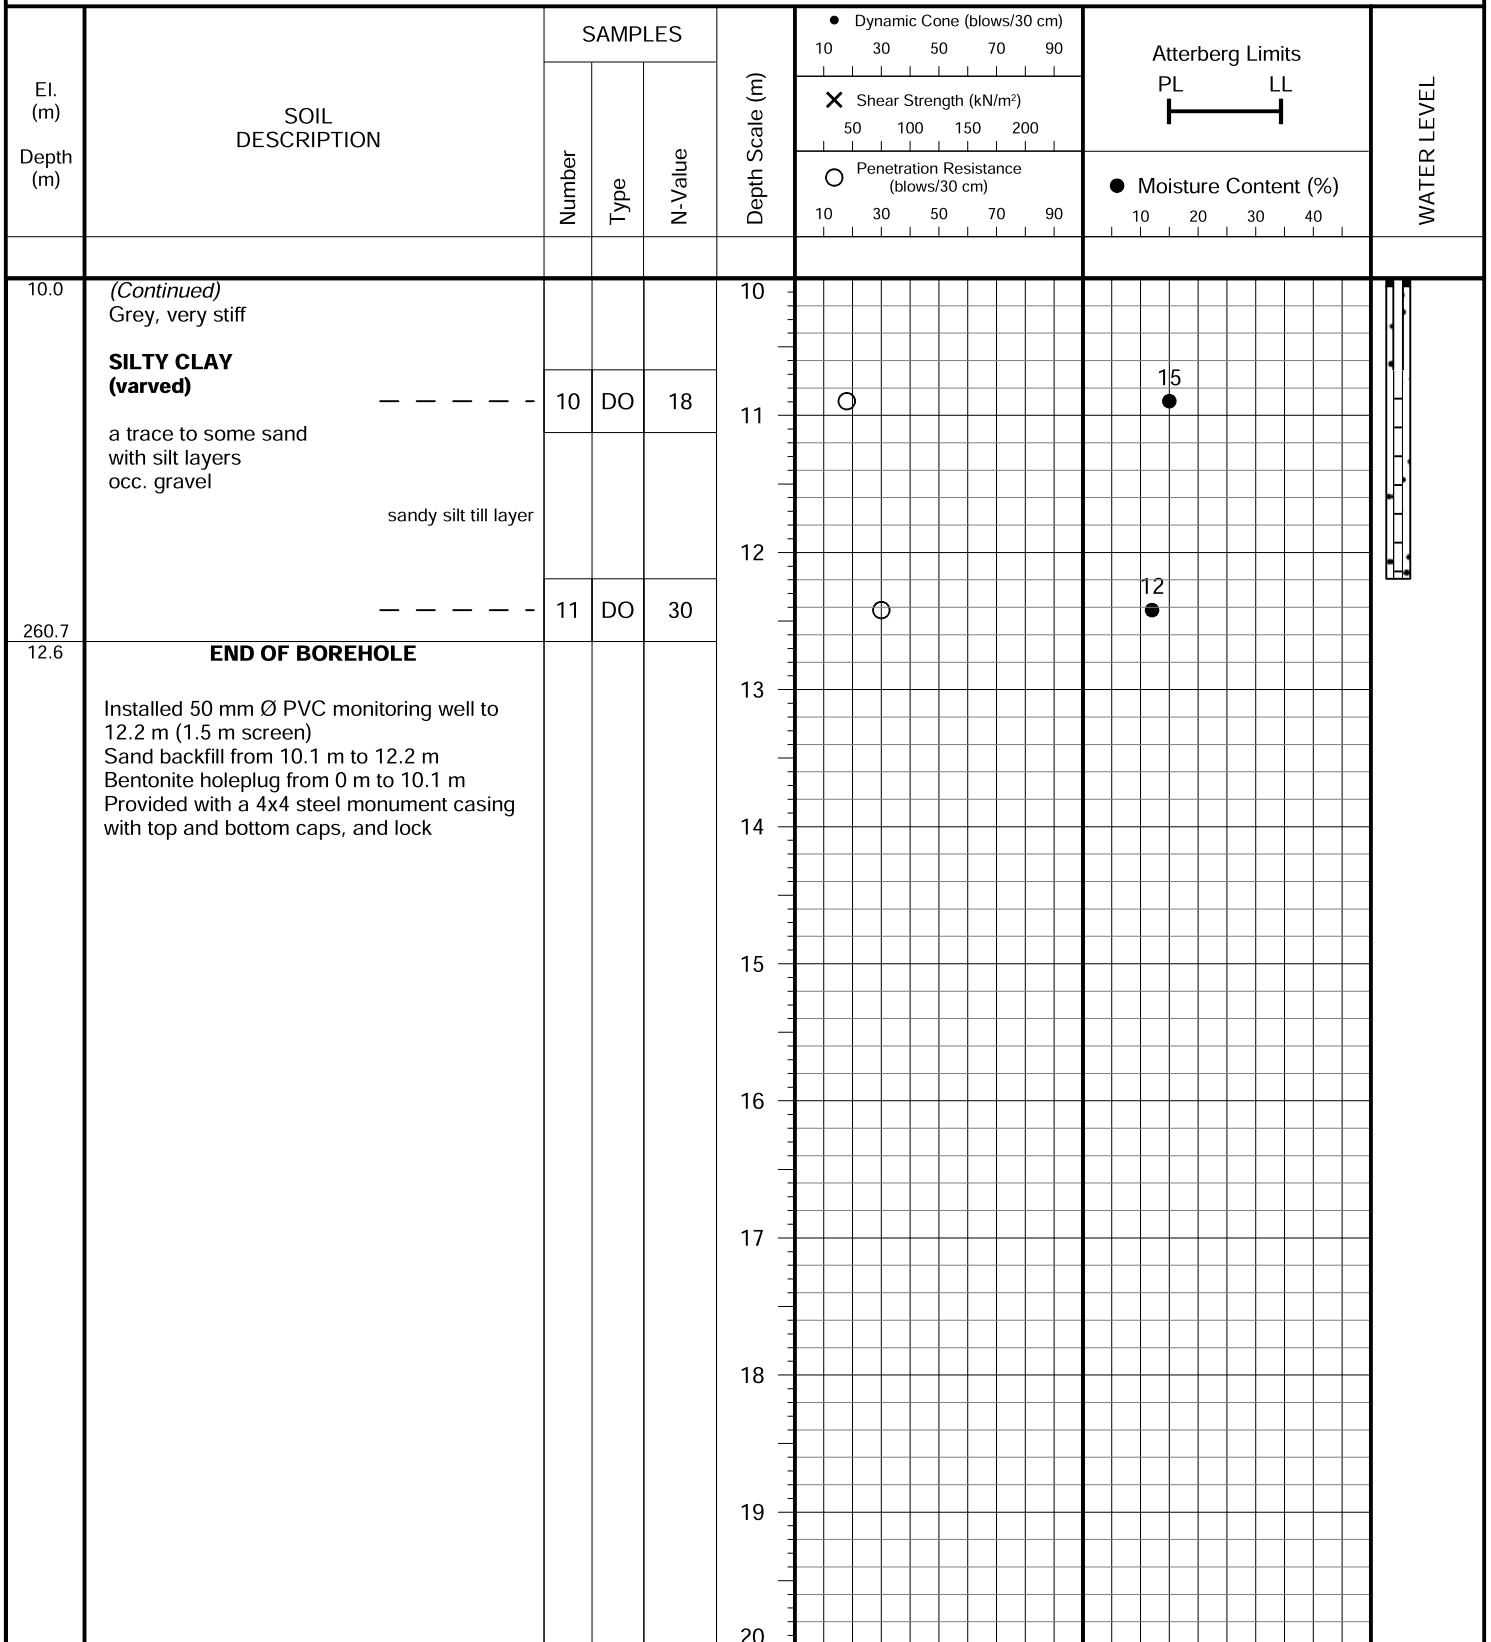 SAMPLES
El.
(m)
Depth
(m)
SOIL
DESCRIPTION
Number
Type
N-Value
Depth Scale (m)
Dynamic Cone (blows/30 cm)
10 30 50 70 90
Shear Strength (kN/m²)
50 100 150 200
Penetration Resistance
(blows/30 cm)
10 30 50 70 90
Atterberg Limits
PL LL
Moisture Content (%)
10 20 30 40
WATER LEVEL
10.0
(Continued)
Grey, very stiff
SILTY CLAY
(varved)
a trace to some sand
with silt layers
occ. gravel
sandy silt till layer
10 DO 18
11 DO 30
260.7
12.6
END OF BOREHOLE
Installed 50 mm Ø PVC monitoring well to
12.2 m (1.5 m screen)
Sand backfill from 10.1 m to 12.2 m
Bentonite holeplug from 0 m to 10.1 m
Provided with a 4x4 steel monument casing
with top and bottom caps, and lock
10
11
12
13
14
15
16
17
18
19
20
15
12